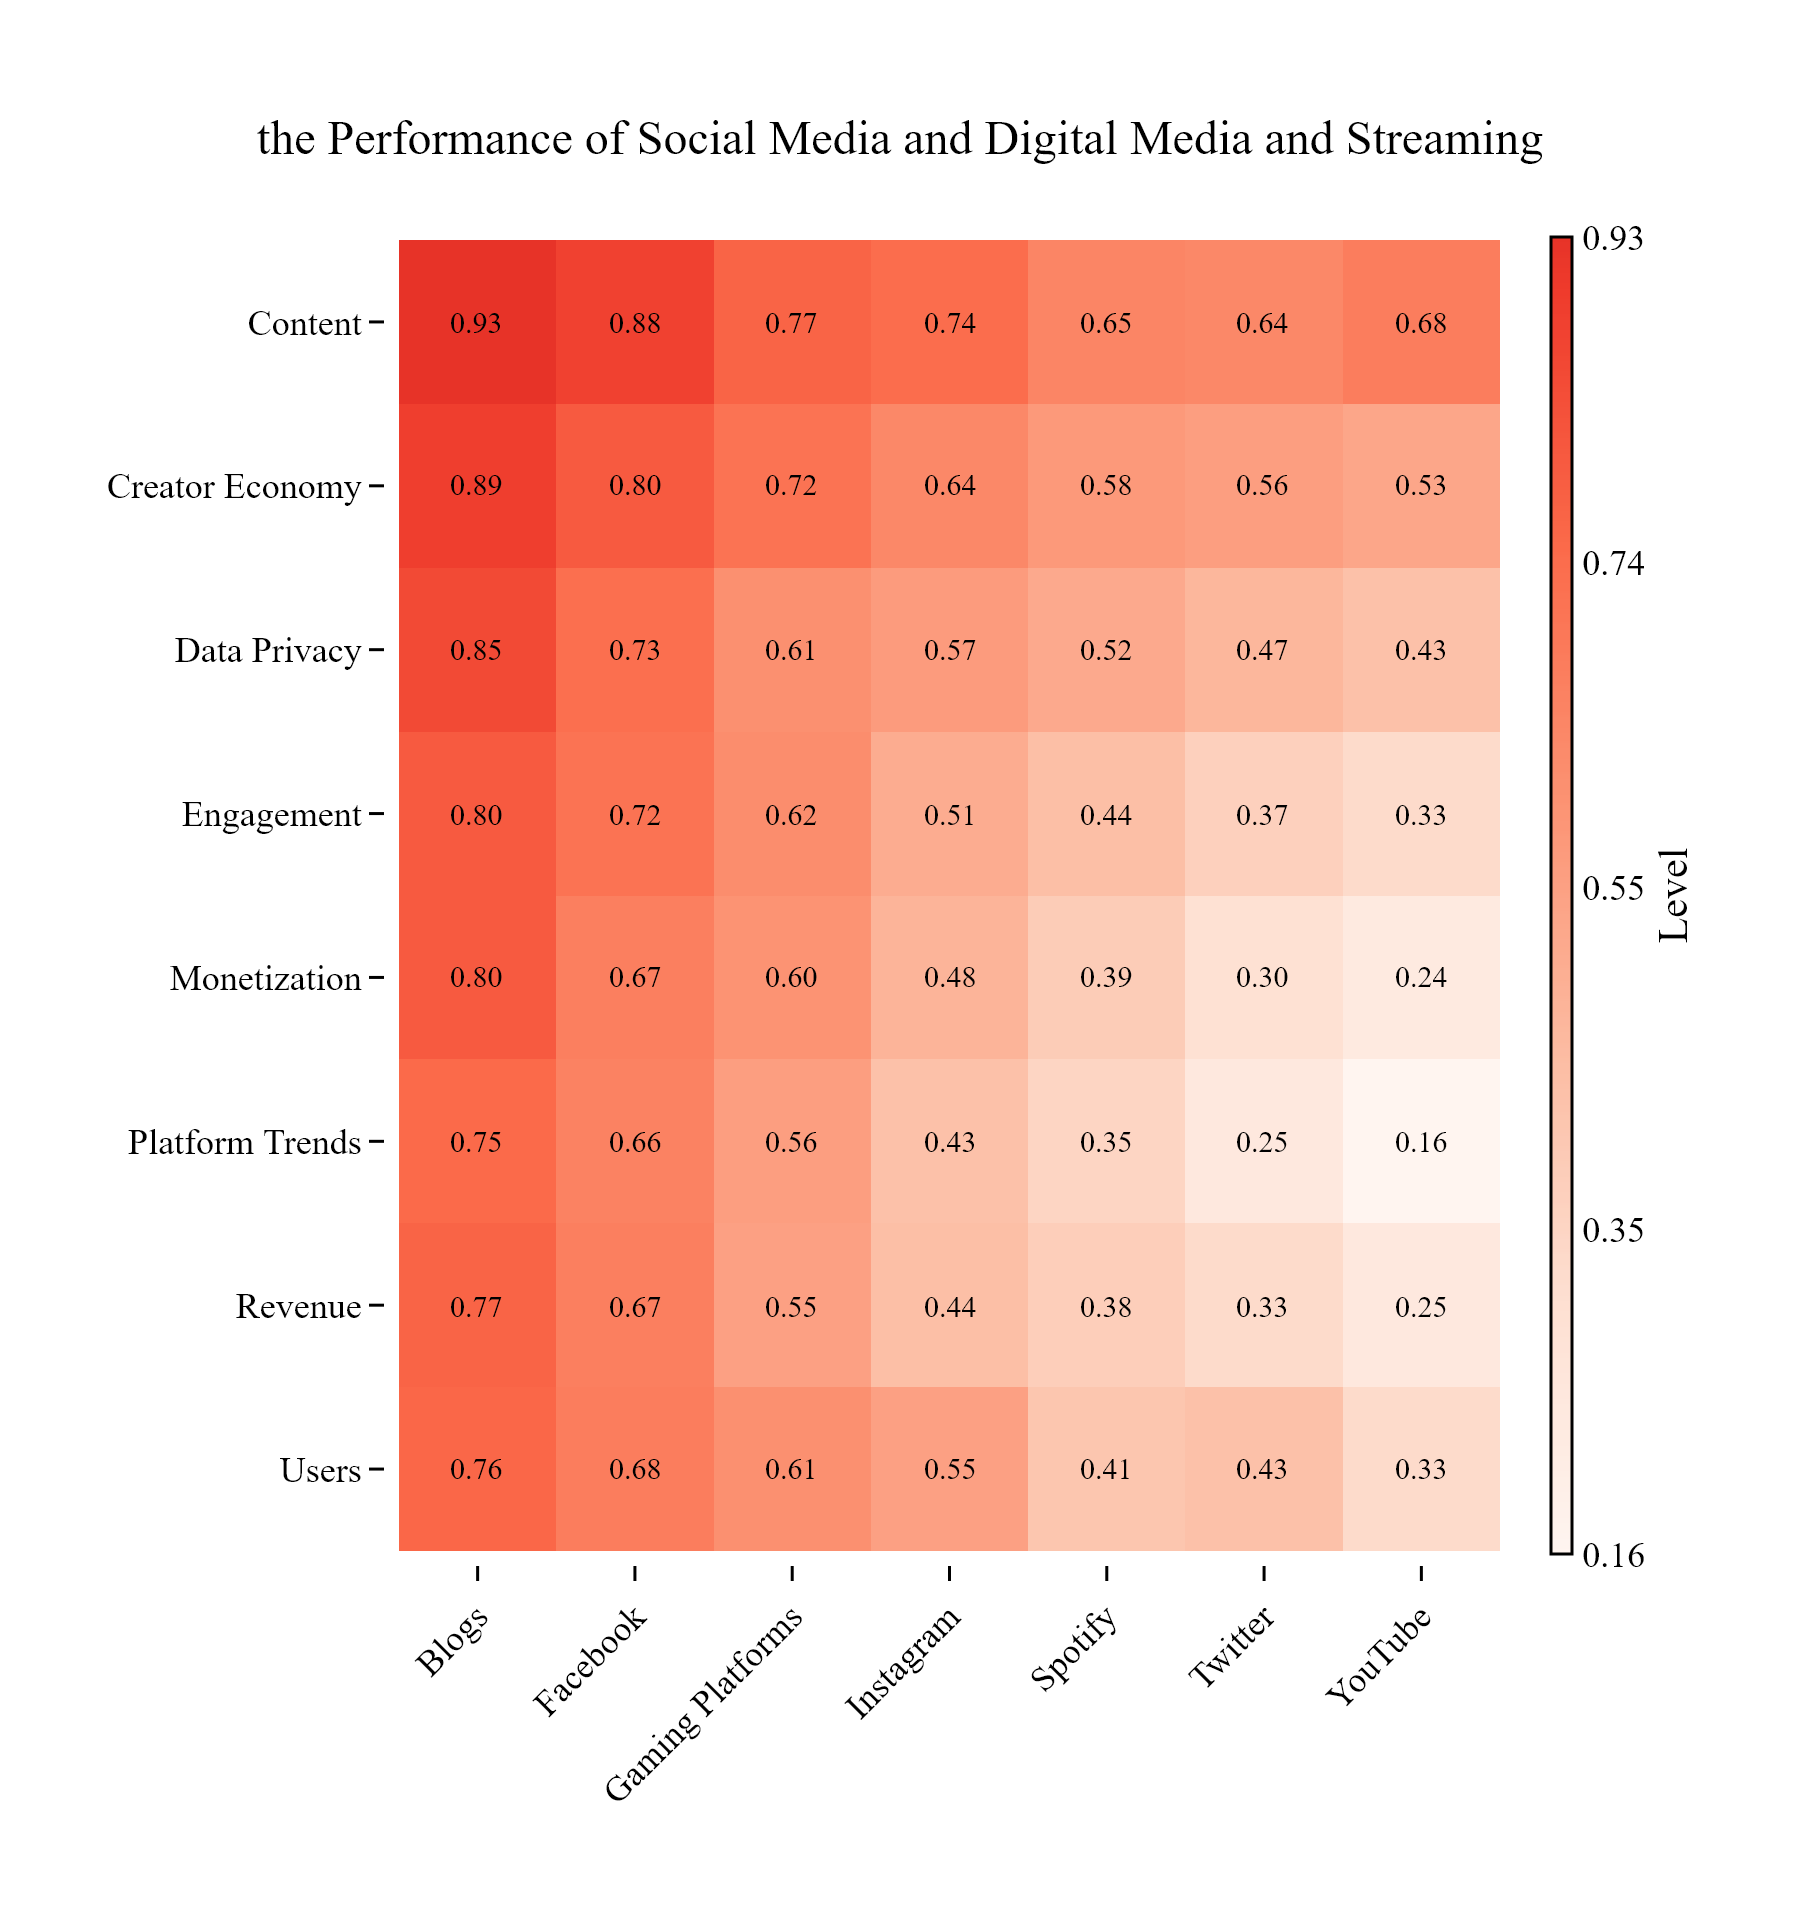 the Performance of Social Media and Digital Media and Streaming
Content 0.93 0.88 0.77 0.74 0.65 0.64 0.68
Creator Economy 0.89 0.80 0.72 0.64 0.58 0.56 0.53
Data Privacy 0.85 0.73 0.61 0.57 0.52 0.47 0.43
Engagement 0.80 0.72 0.62 0.51 0.44 0.37 0.33
Monetization 0.80 0.67 0.60 0.48 0.39 0.30 0.24
Platform Trends 0.75 0.66 0.56 0.43 0.35 0.25 0.16
Revenue 0.77 0.67 0.55 0.44 0.38 0.33 0.25
Users 0.76 0.68 0.61 0.55 0.41 0.43 0.33
Blogs
Facebook
Gaming Platforms
Instagram
Spotify
Twitter
YouTube
0.93
0.74
0.55
0.35
0.16
Level